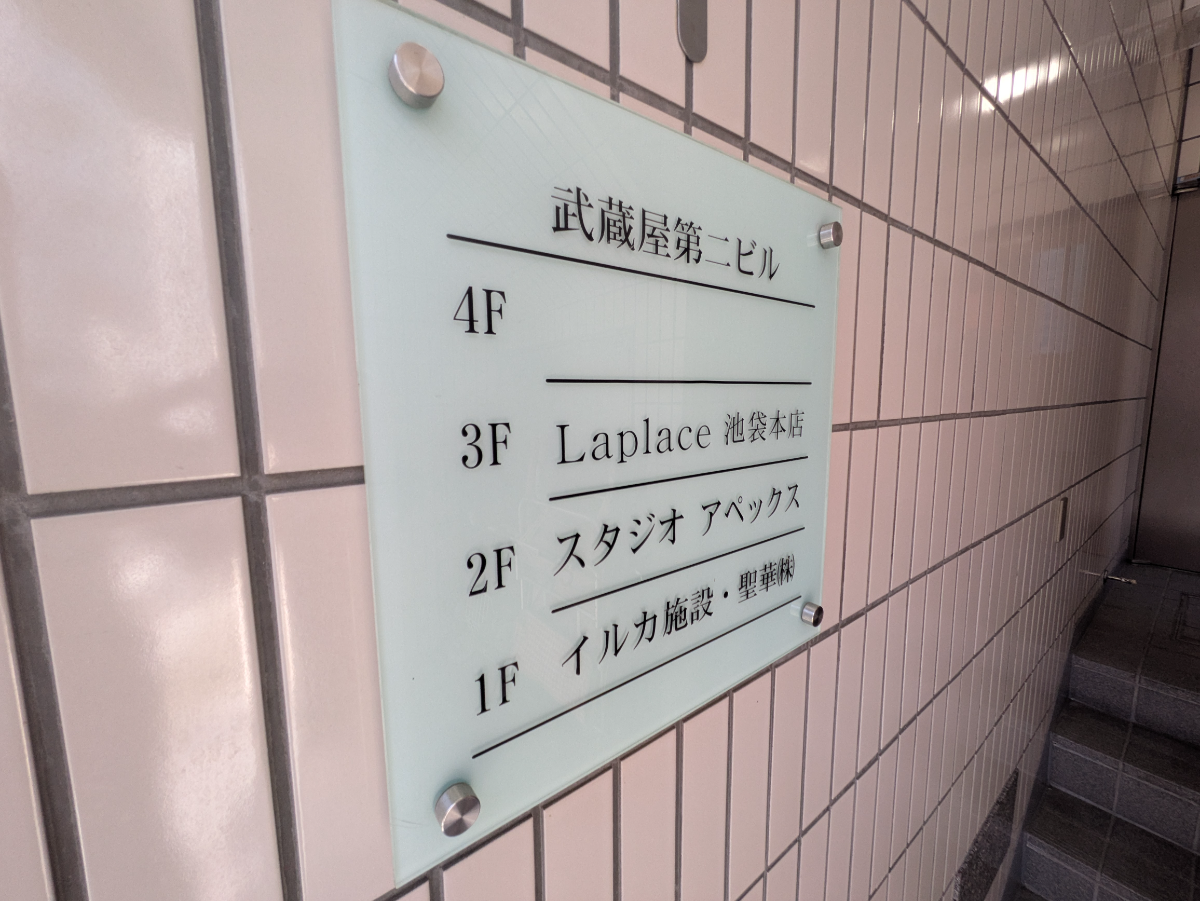 武蔵屋第二ビル
4F
3F Laplace 池袋本店
2F スタジオ アペックス
1F イルカ施設・聖華㈱